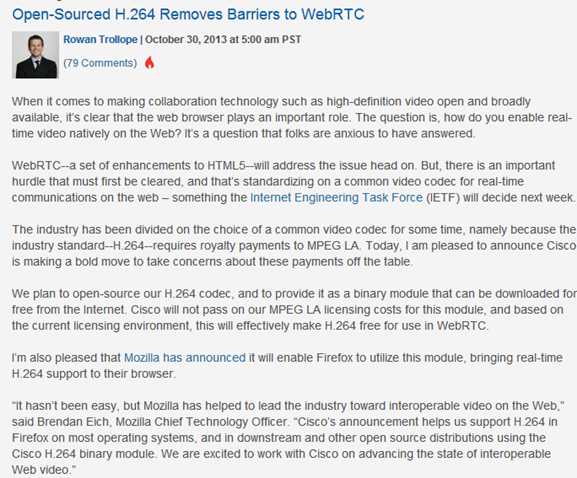 Open-Sourced H.264 Removes Barriers to WebRTC
Rowan Trollope | October 30, 2013 at 5:00 am PST
(79 Comments)
When it comes to making collaboration technology such as high-definition video open and broadly
available, it's clear that the web browser plays an important role. The question is, how do you enable real-
time video natively on the Web? It's a question that folks are anxious to have answered.
WebRTC--a set of enhancements to HTML5--will address the issue head on. But, there is an important
hurdle that must first be cleared, and that's standardizing on a common video codec for real-time
communications on the web – something the Internet Engineering Task Force (IETF) will decide next week.
The industry has been divided on the choice of a common video codec for some time, namely because the
industry standard--H.264--requires royalty payments to MPEG LA. Today, I am pleased to announce Cisco
is making a bold move to take concerns about these payments off the table.
We plan to open-source our H.264 codec, and to provide it as a binary module that can be downloaded for
free from the Internet. Cisco will not pass on our MPEG LA licensing costs for this module, and based on
the current licensing environment, this will effectively make H.264 free for use in WebRTC.
I'm also pleased that Mozilla has announced it will enable Firefox to utilize this module, bringing real-time
H.264 support to their browser.
"It hasn't been easy, but Mozilla has helped to lead the industry toward interoperable video on the Web,"
said Brendan Eich, Mozilla Chief Technology Officer. "Cisco's announcement helps us support H.264 in
Firefox on most operating systems, and in downstream and other open source distributions using the
Cisco H.264 binary module. We are excited to work with Cisco on advancing the state of interoperable
Web video."